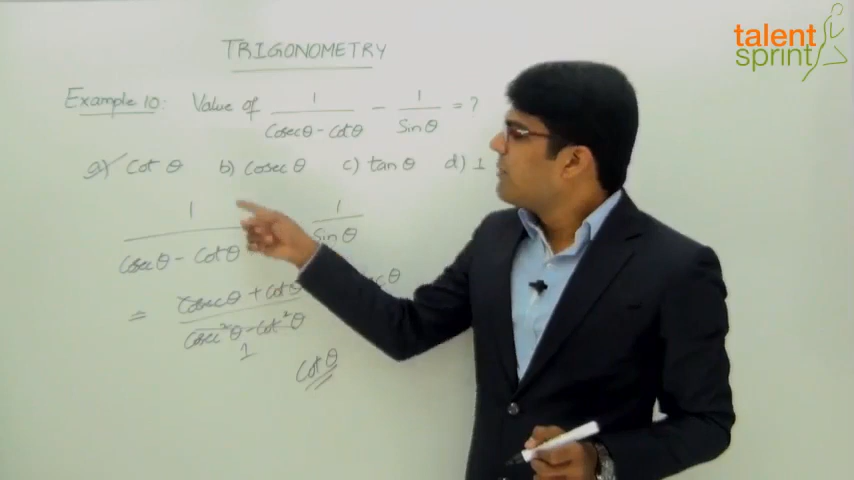 talent
sprint
TRIGONOMETRY
Example 10: Value of 1/(Cosecθ - Cotθ) - 1/Sinθ = ?
a) Cot θ b) Cosec θ c) tan θ d) 1
1/(Cosecθ - Cotθ) 1/Sinθ
= (Cosecθ + Cotθ)/(Cosec²θ - Cot²θ) θ
1
Cot θ